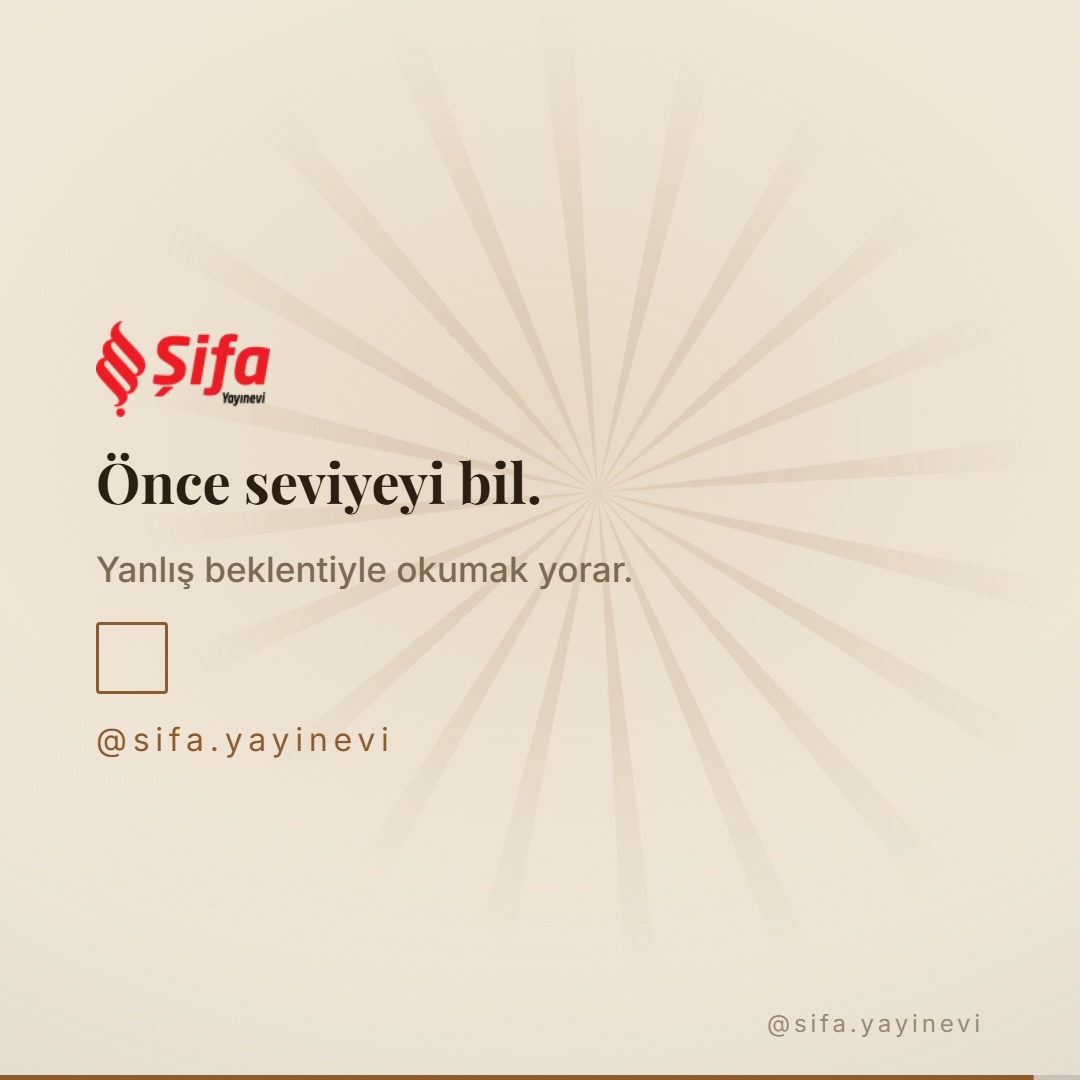 Şifa
Yayınevi
Önce seviyeyi bil.
Yanlış beklentiyle okumak yorar.
@sifa.yayinevi
@sifa.yayinevi